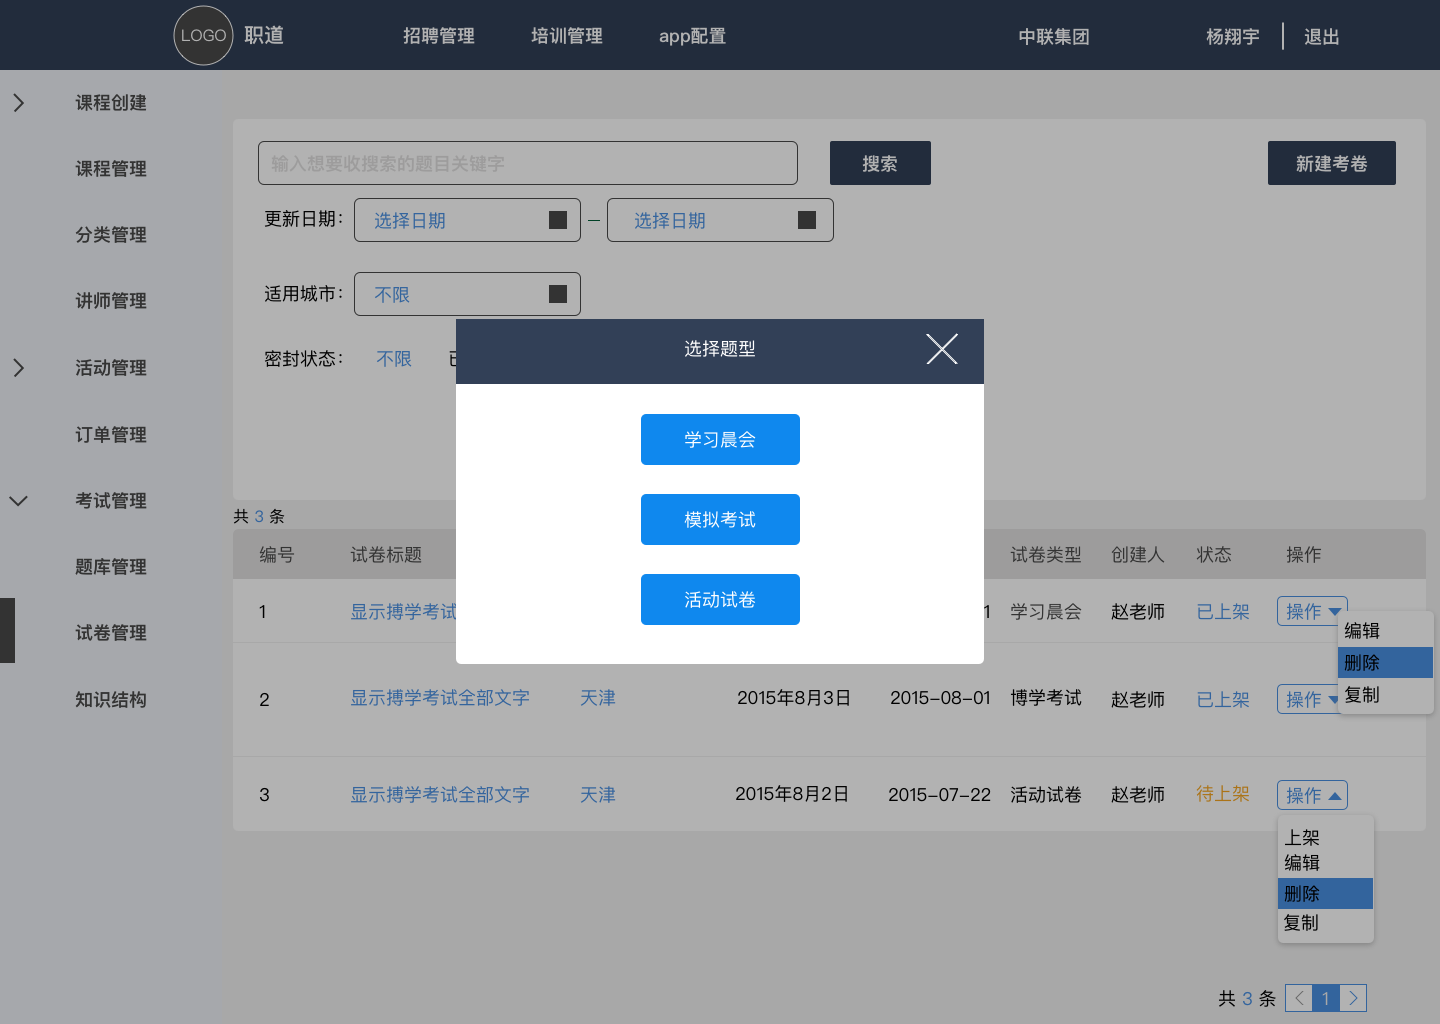 LOGO 职道 招聘管理 培训管理 app配置 中联集团 杨翔宇 退出
课程创建
课程管理
分类管理
讲师管理
活动管理
订单管理
考试管理
题库管理
试卷管理
知识结构
输入想要收搜索的题目关键字 搜索 新建考卷
更新日期： 选择日期 – 选择日期
适用城市： 不限
密封状态： 不限
选择题型
学习晨会
模拟考试
活动试卷
共 3 条
编号 试卷标题 试卷类型 创建人 状态 操作
1 显示搏学考试 1 学习晨会 赵老师 已上架 操作
编辑
删除
复制
2 显示搏学考试全部文字 天津 2015年8月3日 2015-08-01 博学考试 赵老师 已上架 操作
3 显示搏学考试全部文字 天津 2015年8月2日 2015-07-22 活动试卷 赵老师 待上架 操作
上架
编辑
删除
复制
共 3 条 < 1 >